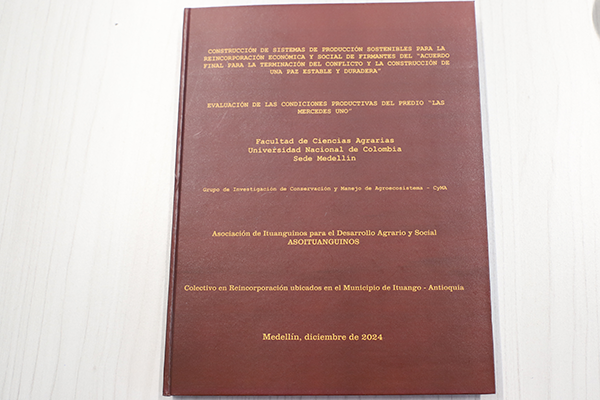 CONSTRUCCIÓN DE SISTEMAS DE PRODUCCIÓN SOSTENIBLES PARA LA
REINCORPORACIÓN ECONÓMICA Y SOCIAL DE FIRMANTES DEL "ACUERDO
FINAL PARA LA TERMINACIÓN DEL CONFLICTO Y LA CONSTRUCCIÓN DE
UNA PAZ ESTABLE Y DURADERA"
EVALUACIÓN DE LAS CONDICIONES PRODUCTIVAS DEL PREDIO "LAS
MERCEDES UNO"
Facultad de Ciencias Agrarias
Universidad Nacional de Colombia
Sede Medellín
Grupo de Investigación de Conservación y Manejo de Agroecosistema - CyMA
Asociación de Ituanguinos para el Desarrollo Agrario y Social
ASOITUANGUINOS
Colectivo en Reincorporación ubicados en el Municipio de Ituango - Antioquia
Medellín, diciembre de 2024